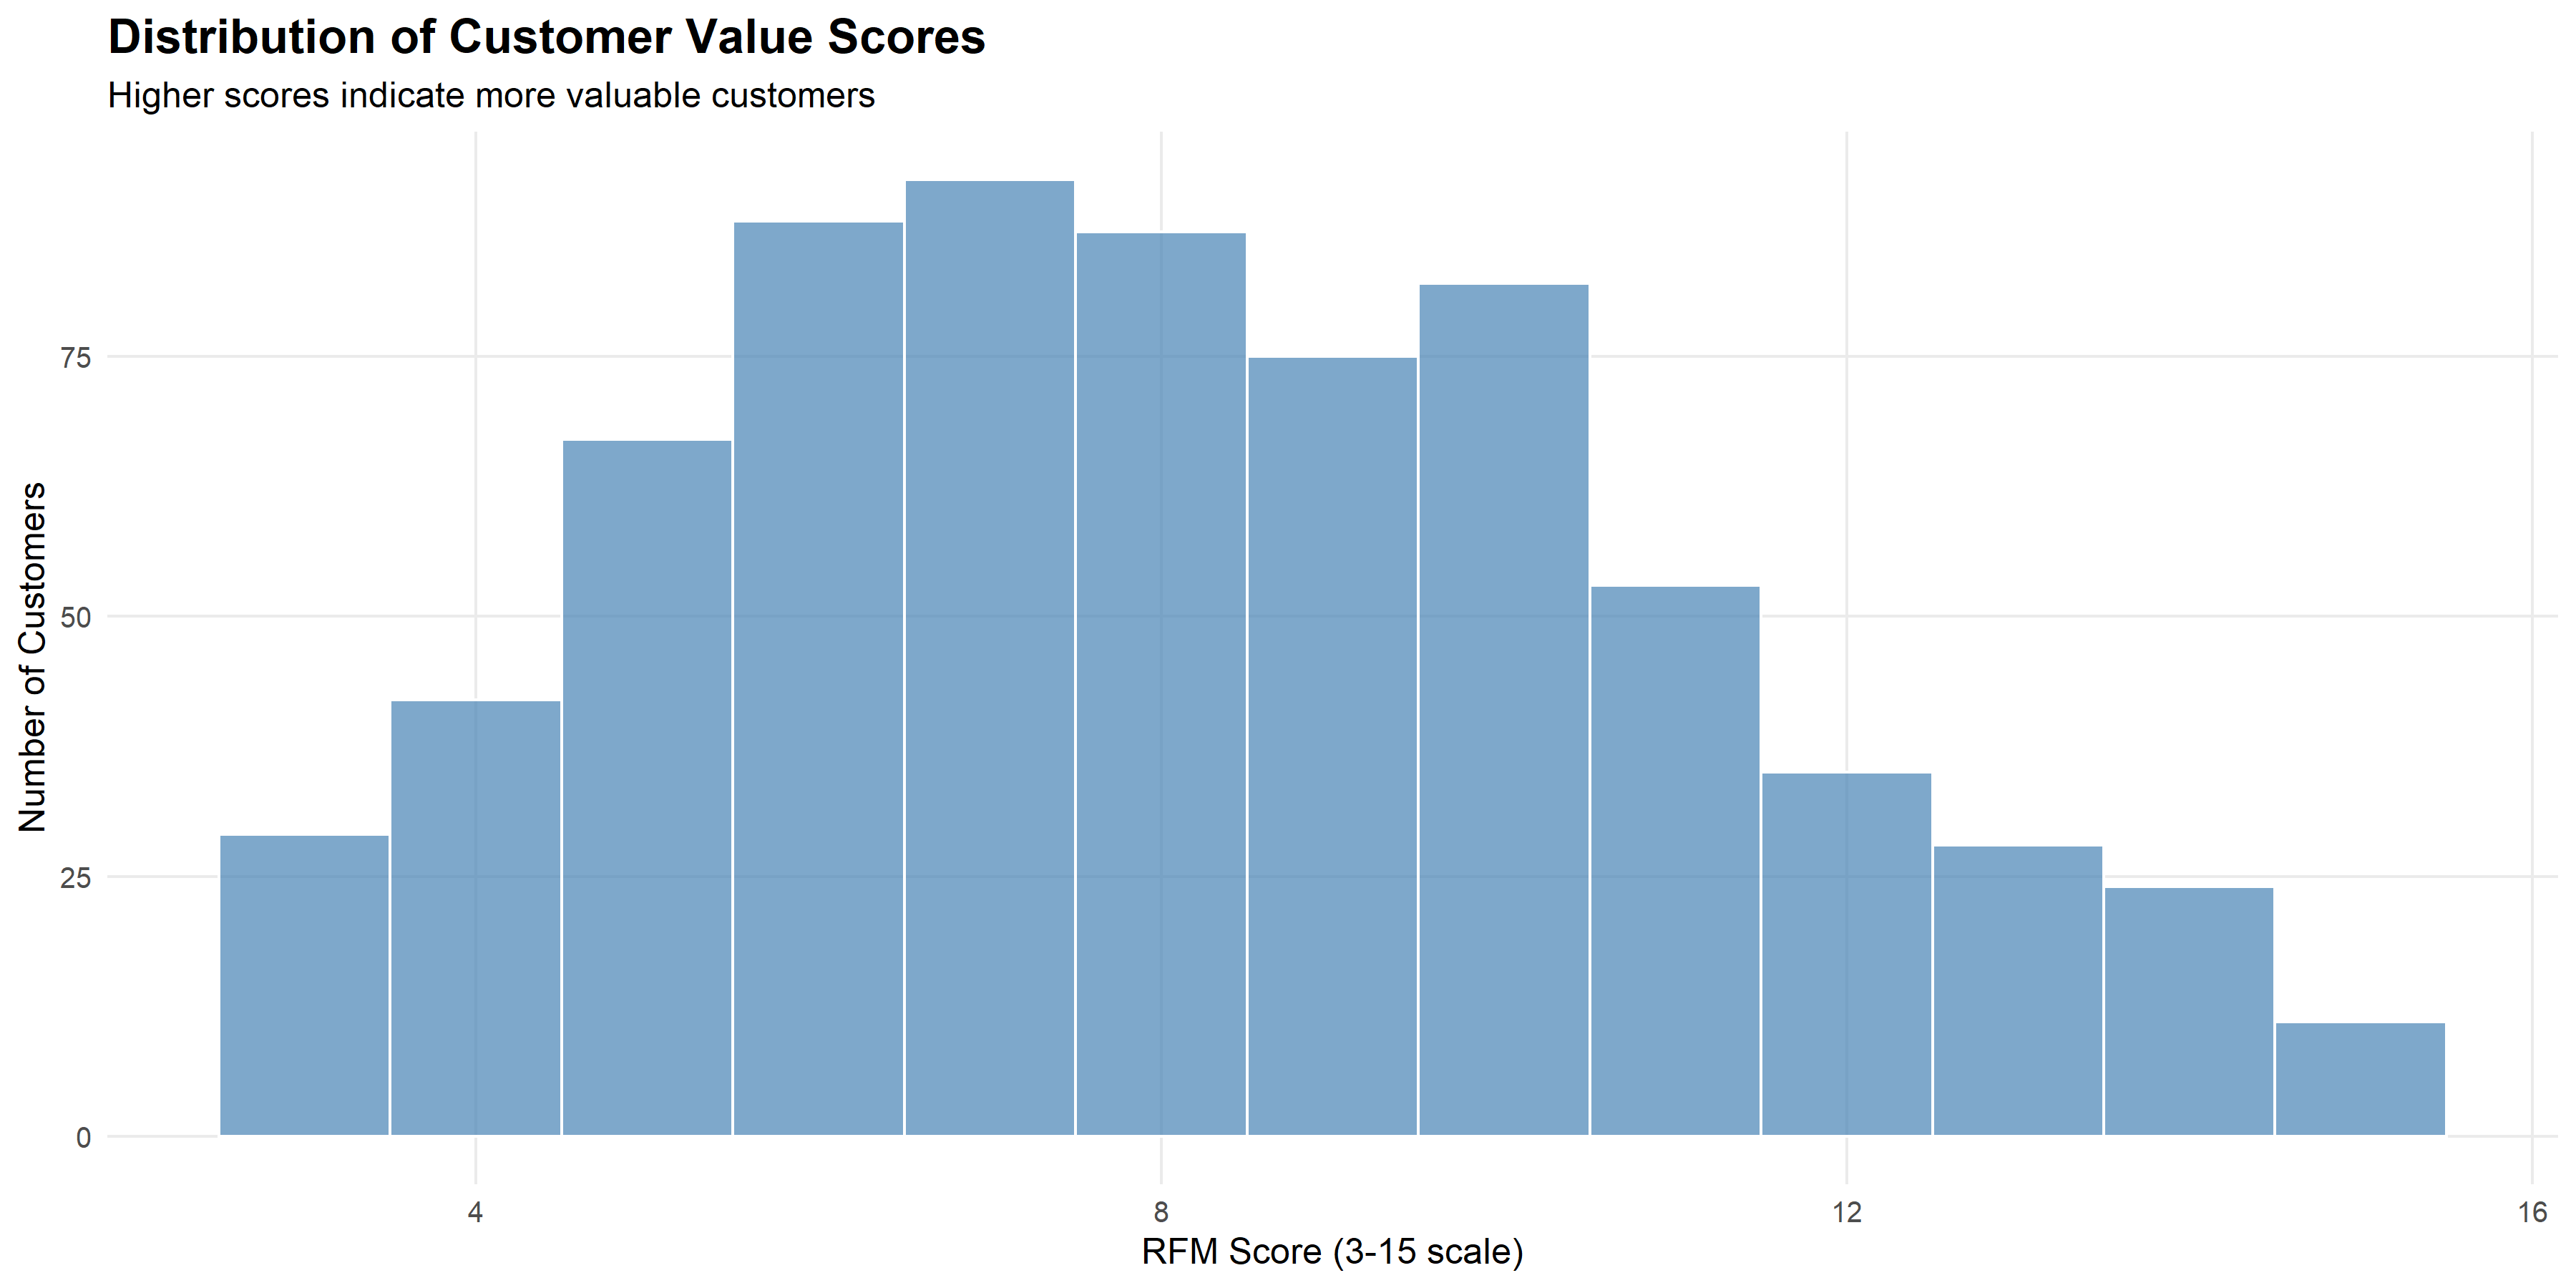 Distribution of Customer Value Scores
Higher scores indicate more valuable customers
Number of Customers
75
50
25
0
4 8 12 16
RFM Score (3-15 scale)